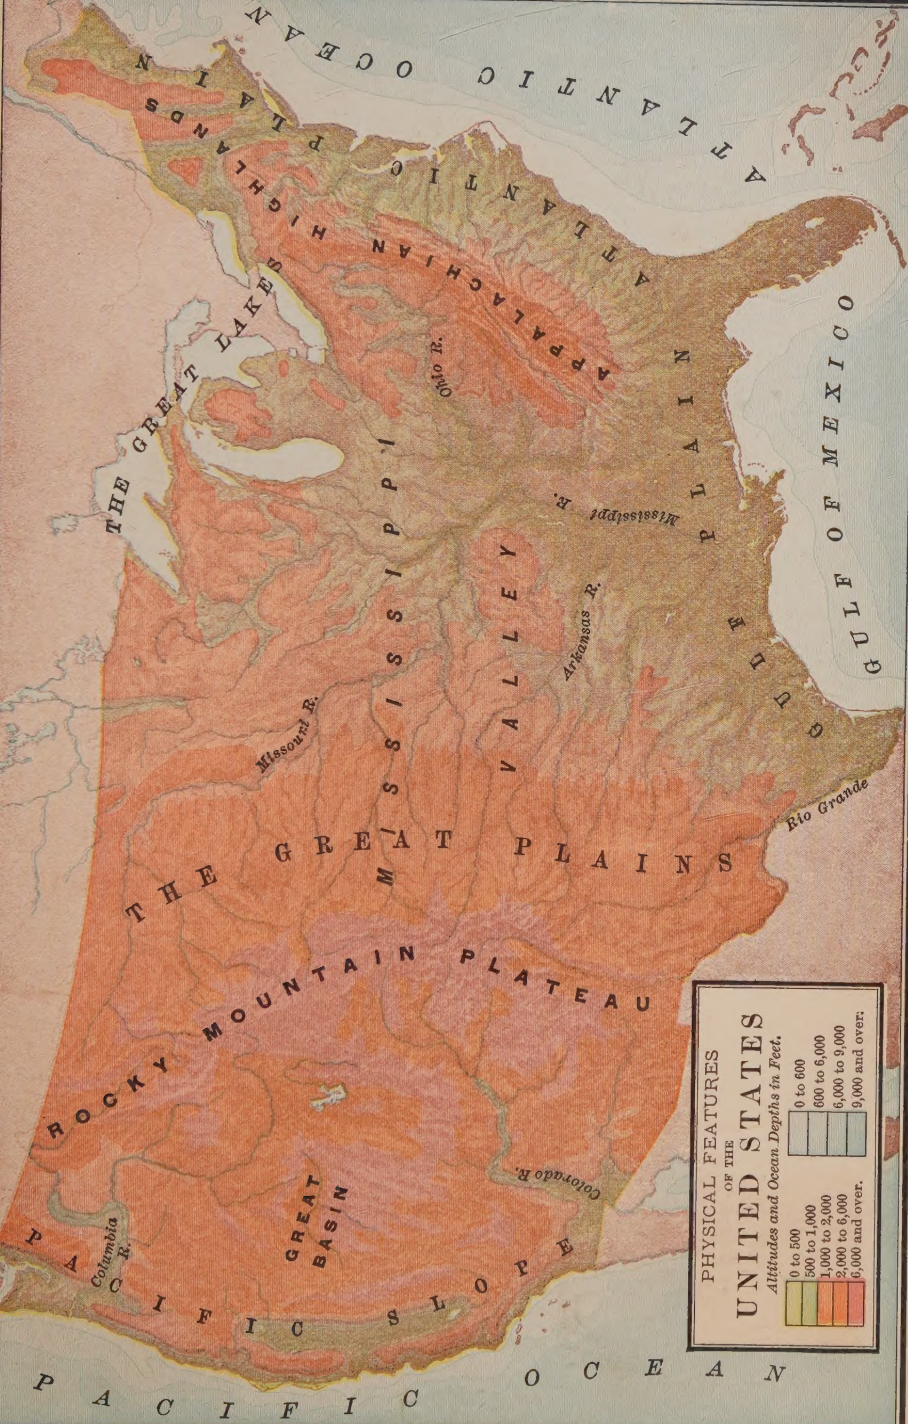 ATLANTIC OCEAN
ATLANTIC PLAIN
APPALACHIAN HIGHLANDS
THE GREAT LAKES
Ohio R.
GULF OF MEXICO
GULF PLAIN
Mississippi R.
MISSISSIPPI
VALLEY
Arkansas R.
Missouri R.
Rio Grande
THE GREAT PLAINS
ROCKY MOUNTAIN PLATEAU
Colorado R.
GREAT
BASIN
Columbia
R.
PACIFIC SLOPE
PACIFIC OCEAN
PHYSICAL FEATURES
OF THE
UNITED STATES
Altitudes and Ocean Depths in Feet.
0 to 500
500 to 1,000
1,000 to 2,000
2,000 to 6,000
6,000 and over.
0 to 600
600 to 6,000
6,000 to 9,000
9,000 and over.